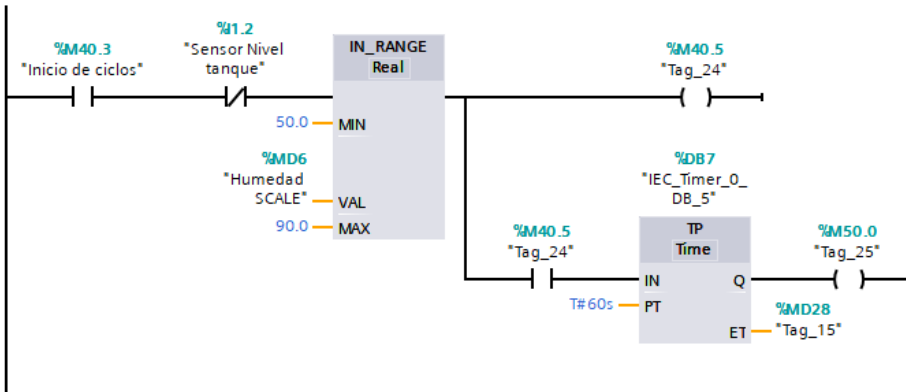 %M40.3
"Inicio de ciclos"
%I1.2
"Sensor Nivel
tanque"
IN_RANGE
Real
50.0
MIN
%MD6
"Humedad
SCALE"
VAL
90.0
MAX
%M40.5
"Tag_24"
%DB7
"IEC_Timer_0_
DB_5"
%M40.5
"Tag_24"
TP
Time
IN
Q
T#60s
PT
ET
%M50.0
"Tag_25"
%MD28
"Tag_15"